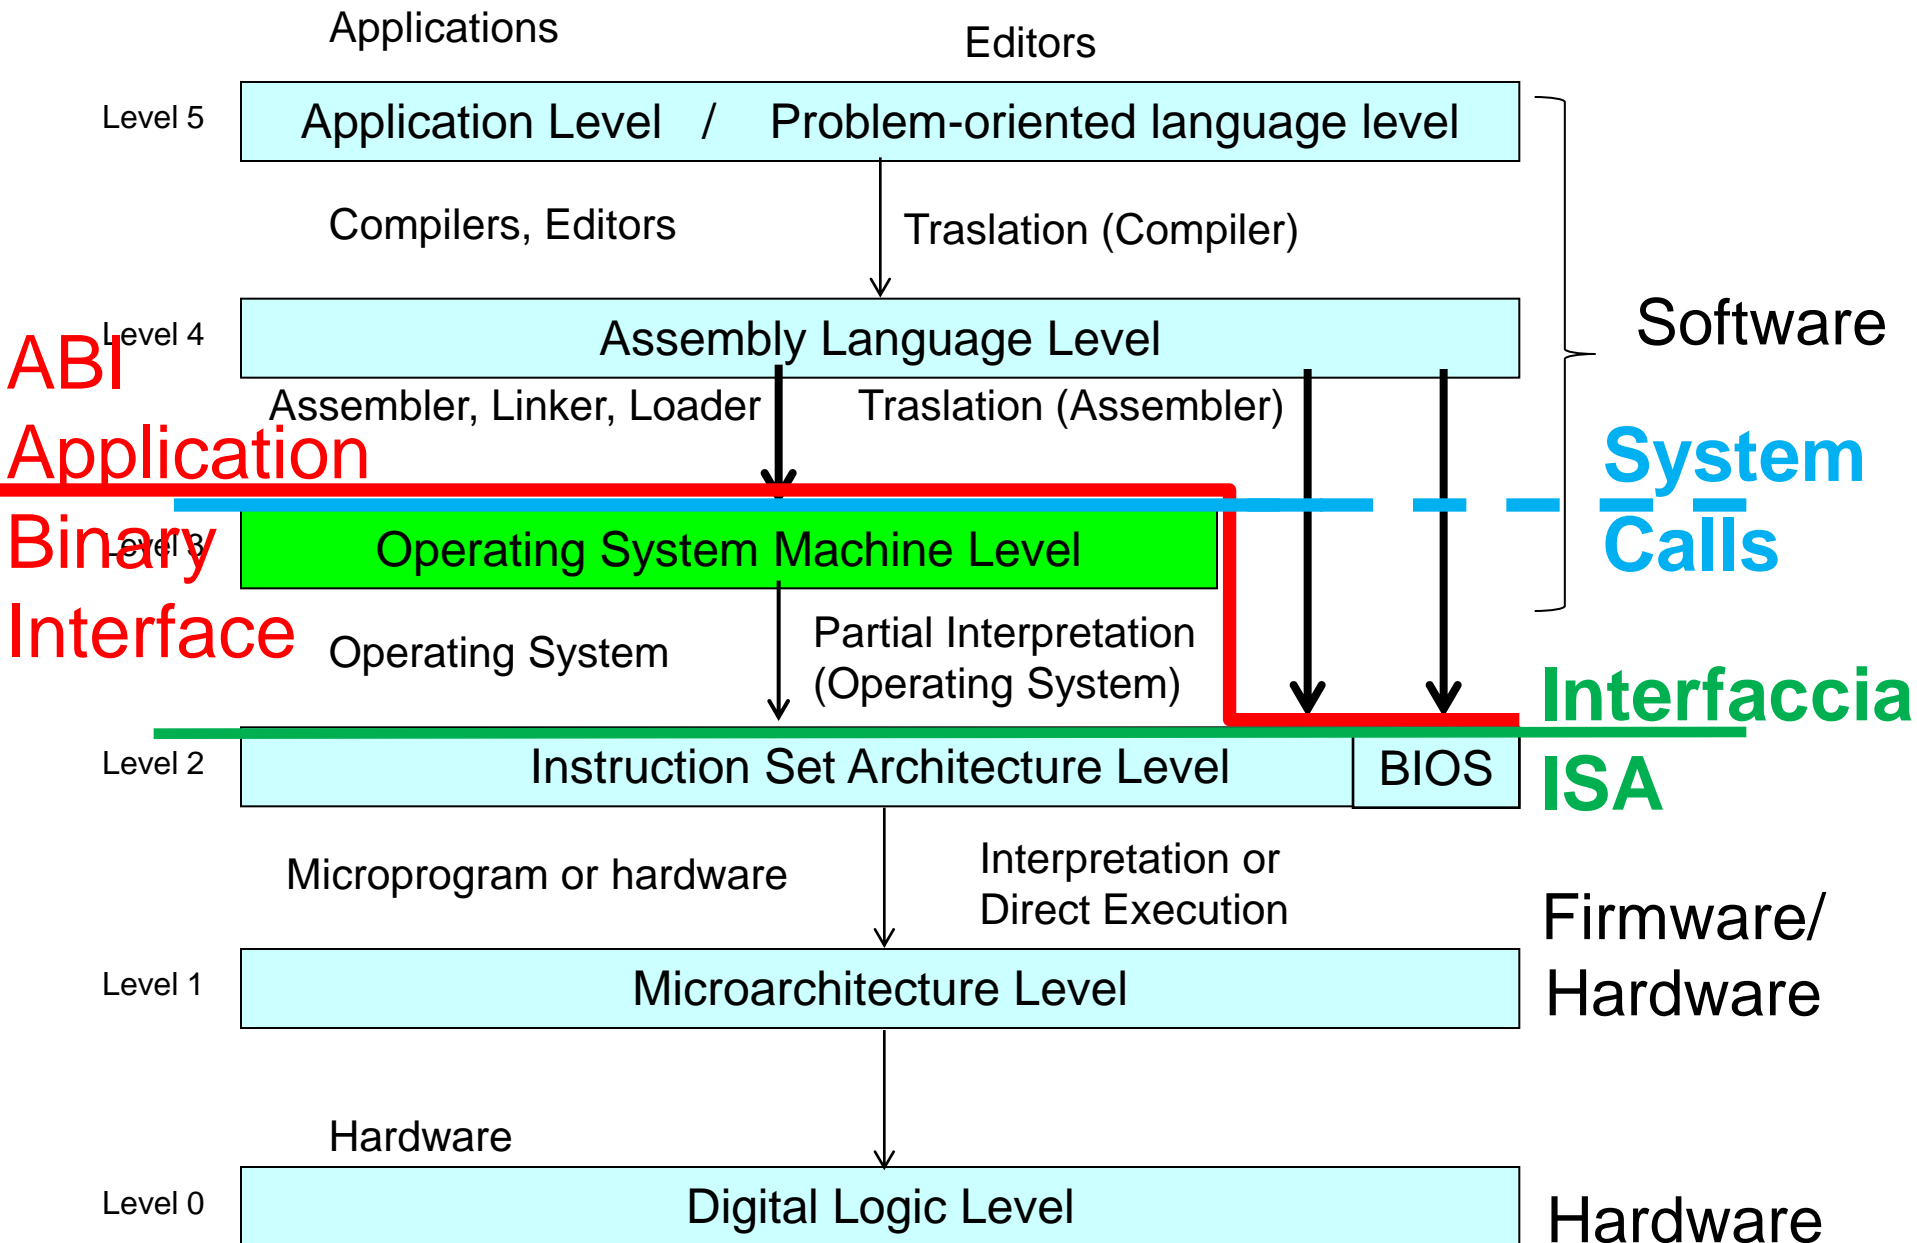 Applications
Editors
Level 5
Application Level / Problem-oriented language level
Compilers, Editors
Traslation (Compiler)
Software
Level 4
Assembly Language Level
ABI
Application
Binary
Interface
Assembler, Linker, Loader
Traslation (Assembler)
System
Calls
Level 3
Operating System Machine Level
Operating System
Partial Interpretation
(Operating System)
Interfaccia
ISA
Level 2
Instruction Set Architecture Level
BIOS
Microprogram or hardware
Interpretation or
Direct Execution
Firmware/
Hardware
Level 1
Microarchitecture Level
Hardware
Level 0
Digital Logic Level
Hardware